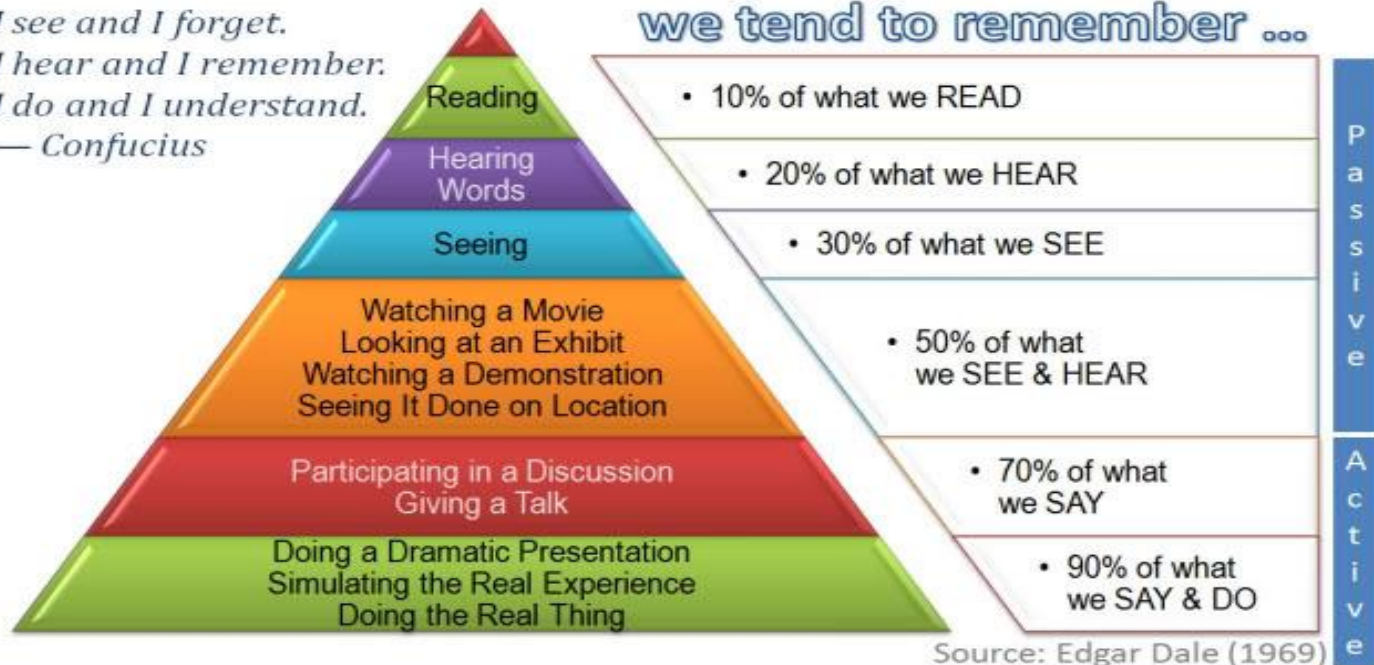 I see and I forget.
I hear and I remember.
I do and I understand.
— Confucius
we tend to remember ...
Reading
• 10% of what we READ
Hearing
Words
• 20% of what we HEAR
Seeing
• 30% of what we SEE
Watching a Movie
Looking at an Exhibit
Watching a Demonstration
Seeing It Done on Location
• 50% of what
we SEE & HEAR
Passive
Participating in a Discussion
Giving a Talk
• 70% of what
we SAY
Doing a Dramatic Presentation
Simulating the Real Experience
Doing the Real Thing
• 90% of what
we SAY & DO
Active
Source: Edgar Dale (1969)